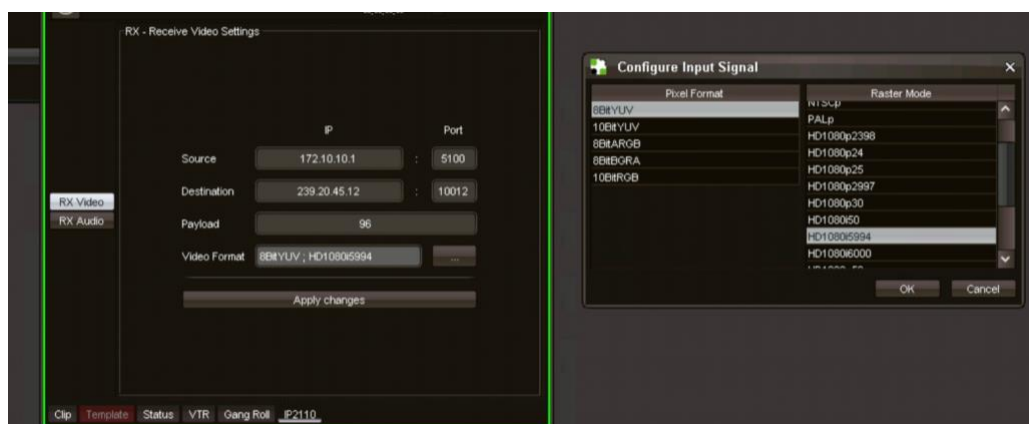 RX - Receive Video Settings
IP Port
Source 172.10.10.1 : 5100
Destination 239.20.45.12 : 10012
Payload 96
Video Format 8BitYUV ; HD1080i5994 ...
Apply changes
RX Video
RX Audio
Clip Template Status VTR Gang Roll IP2110
Configure Input Signal
Pixel Format
8BitYUV
10BitYUV
8BitARGB
8BitBGRA
10BitRGB
Raster Mode
NTSCp
PALp
HD1080p2398
HD1080p24
HD1080p25
HD1080p2997
HD1080p30
HD1080i50
HD1080i5994
HD1080i6000
OK Cancel